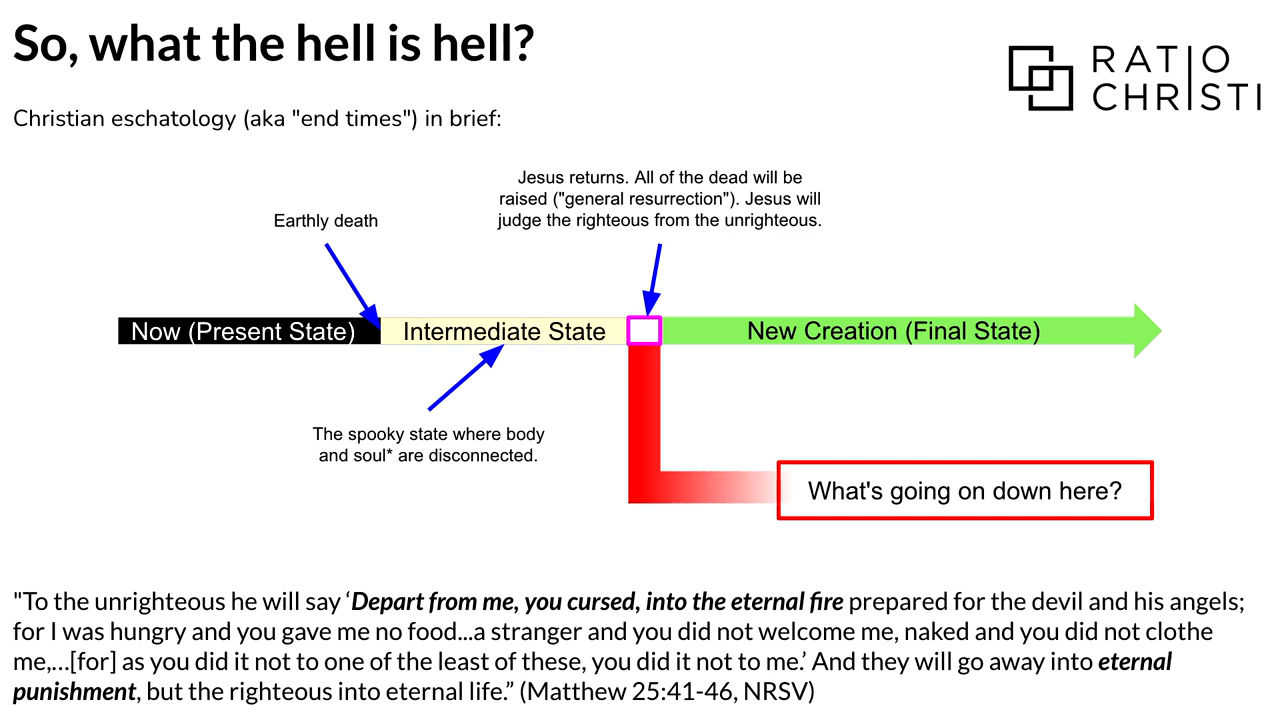 So, what the hell is hell?
RATIO
CHRISTI
Christian eschatology (aka "end times") in brief:
Jesus returns. All of the dead will be
raised ("general resurrection"). Jesus will
judge the righteous from the unrighteous.
Earthly death
Now (Present State)
Intermediate State
New Creation (Final State)
The spooky state where body
and soul* are disconnected.
What's going on down here?
"To the unrighteous he will say ‘Depart from me, you cursed, into the eternal fire prepared for the devil and his angels;
for I was hungry and you gave me no food...a stranger and you did not welcome me, naked and you did not clothe
me,...[for] as you did it not to one of the least of these, you did it not to me.’ And they will go away into eternal
punishment, but the righteous into eternal life.” (Matthew 25:41-46, NRSV)